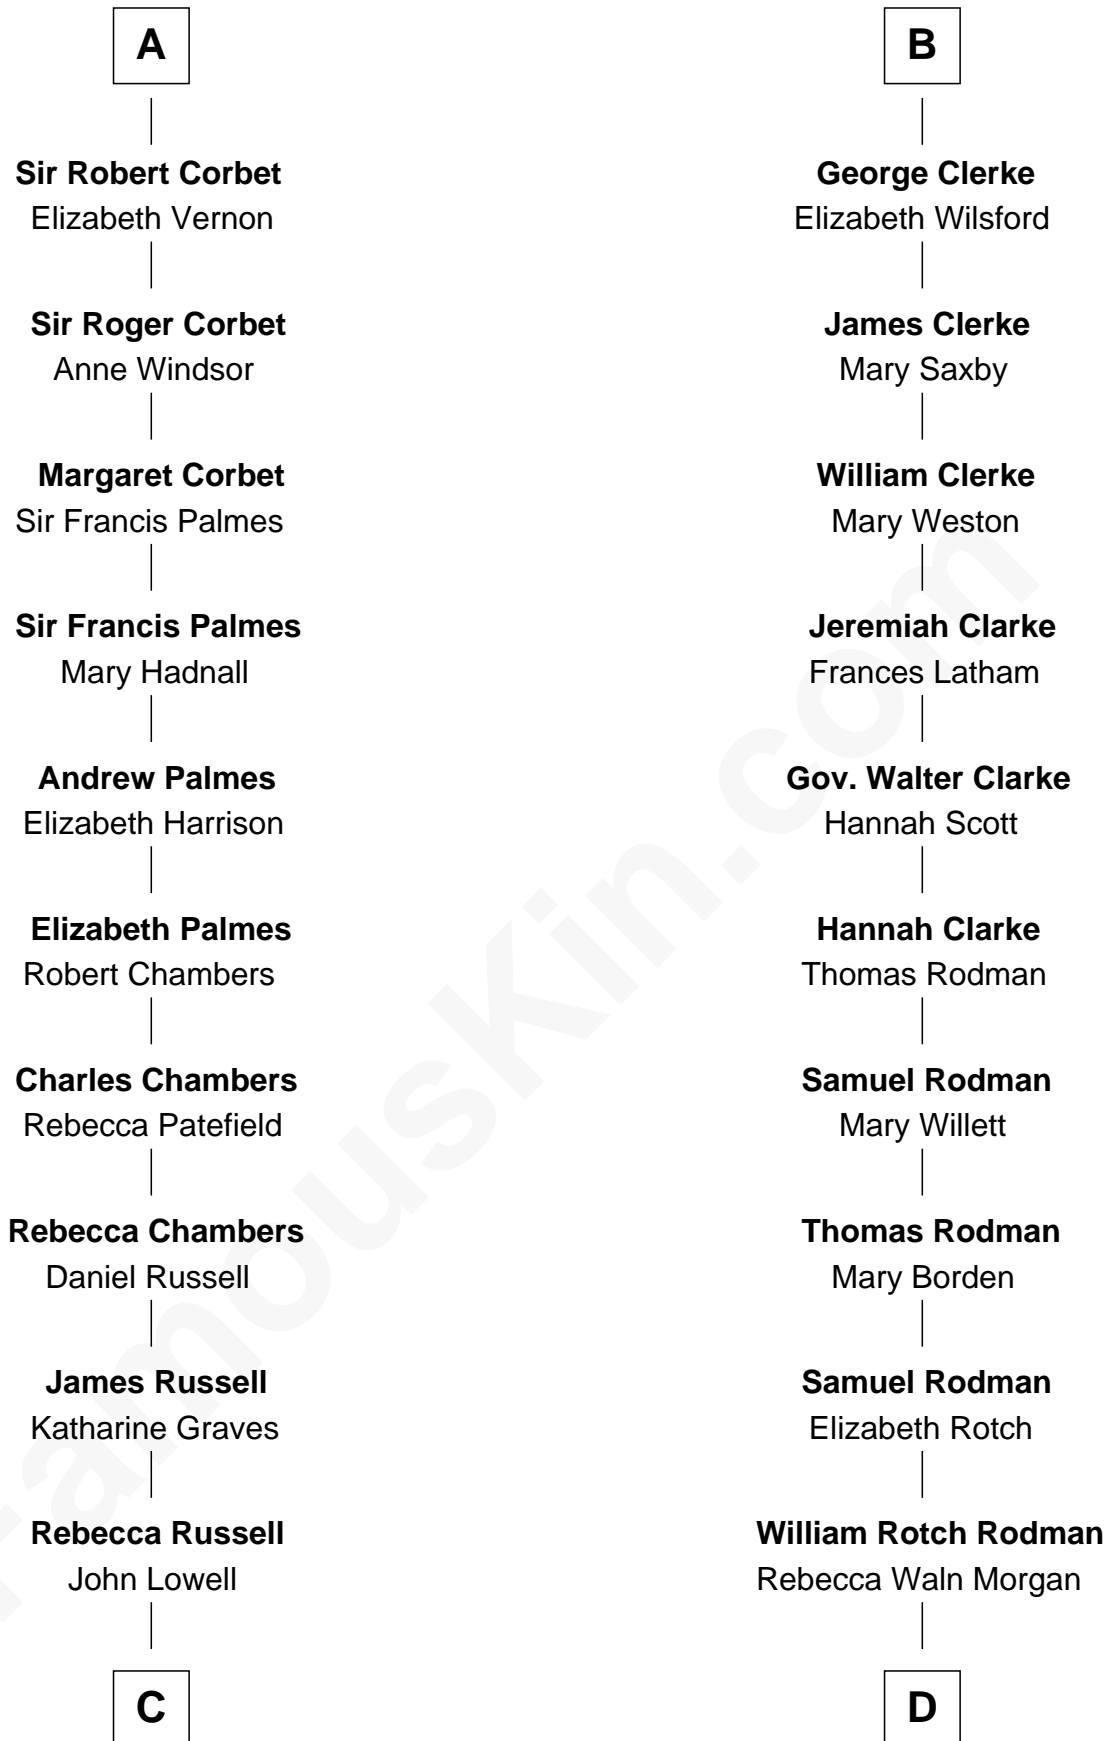 A
Sir Robert Corbet
Elizabeth Vernon
Sir Roger Corbet
Anne Windsor
Margaret Corbet
Sir Francis Palmes
Sir Francis Palmes
Mary Hadnall
Andrew Palmes
Elizabeth Harrison
Elizabeth Palmes
Robert Chambers
Charles Chambers
Rebecca Patefield
Rebecca Chambers
Daniel Russell
James Russell
Katharine Graves
Rebecca Russell
John Lowell
C
B
George Clerke
Elizabeth Wilsford
James Clerke
Mary Saxby
William Clerke
Mary Weston
Jeremiah Clarke
Frances Latham
Gov. Walter Clarke
Hannah Scott
Hannah Clarke
Thomas Rodman
Samuel Rodman
Mary Willett
Thomas Rodman
Mary Borden
Samuel Rodman
Elizabeth Rotch
William Rotch Rodman
Rebecca Waln Morgan
D
FamousKin.com